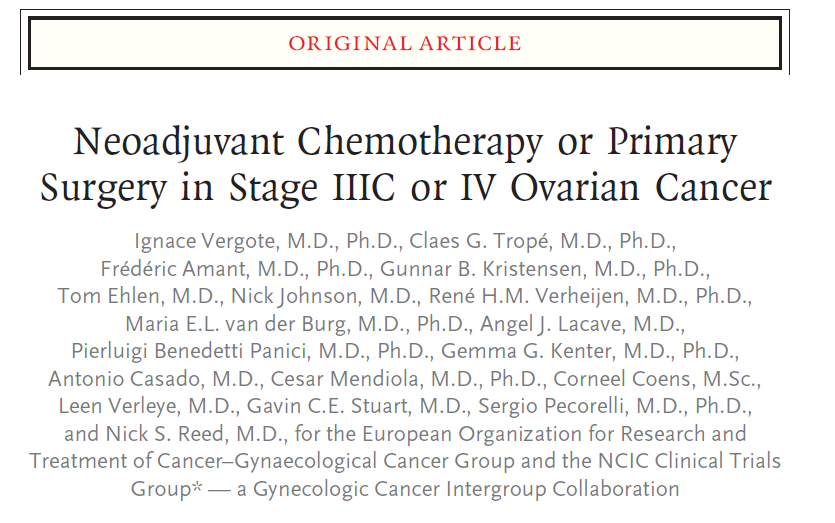 ORIGINAL ARTICLE
Neoadjuvant Chemotherapy or Primary
Surgery in Stage IIIC or IV Ovarian Cancer
Ignace Vergote, M.D., Ph.D., Claes G. Tropé, M.D., Ph.D.,
Frédéric Amant, M.D., Ph.D., Gunnar B. Kristensen, M.D., Ph.D.,
Tom Ehlen, M.D., Nick Johnson, M.D., René H.M. Verheijen, M.D., Ph.D.,
Maria E.L. van der Burg, M.D., Ph.D., Angel J. Lacave, M.D.,
Pierluigi Benedetti Panici, M.D., Ph.D., Gemma G. Kenter, M.D., Ph.D.,
Antonio Casado, M.D., Cesar Mendiola, M.D., Ph.D., Corneel Coens, M.Sc.,
Leen Verleye, M.D., Gavin C.E. Stuart, M.D., Sergio Pecorelli, M.D., Ph.D.,
and Nick S. Reed, M.D., for the European Organization for Research and
Treatment of Cancer–Gynaecological Cancer Group and the NCIC Clinical Trials
Group* — a Gynecologic Cancer Intergroup Collaboration